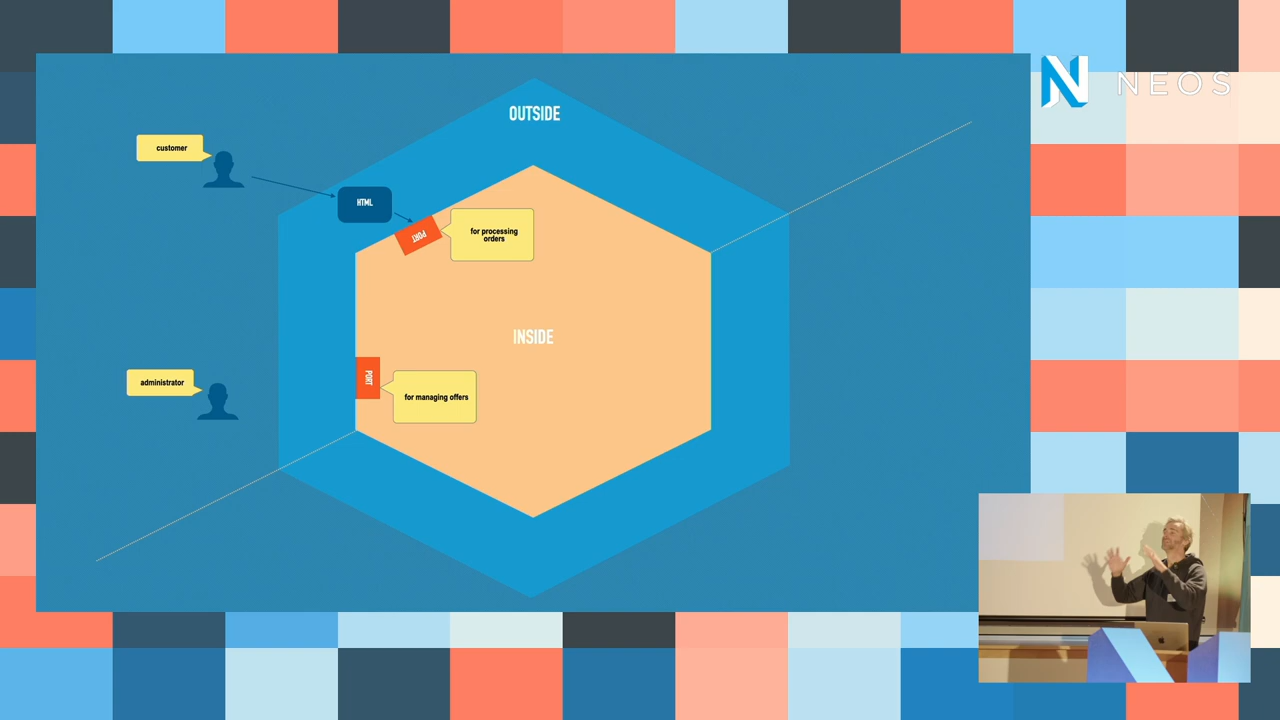 NEOS
OUTSIDE
customer
HTML
PORT
for processing
orders
INSIDE
PORT
administrator
for managing offers